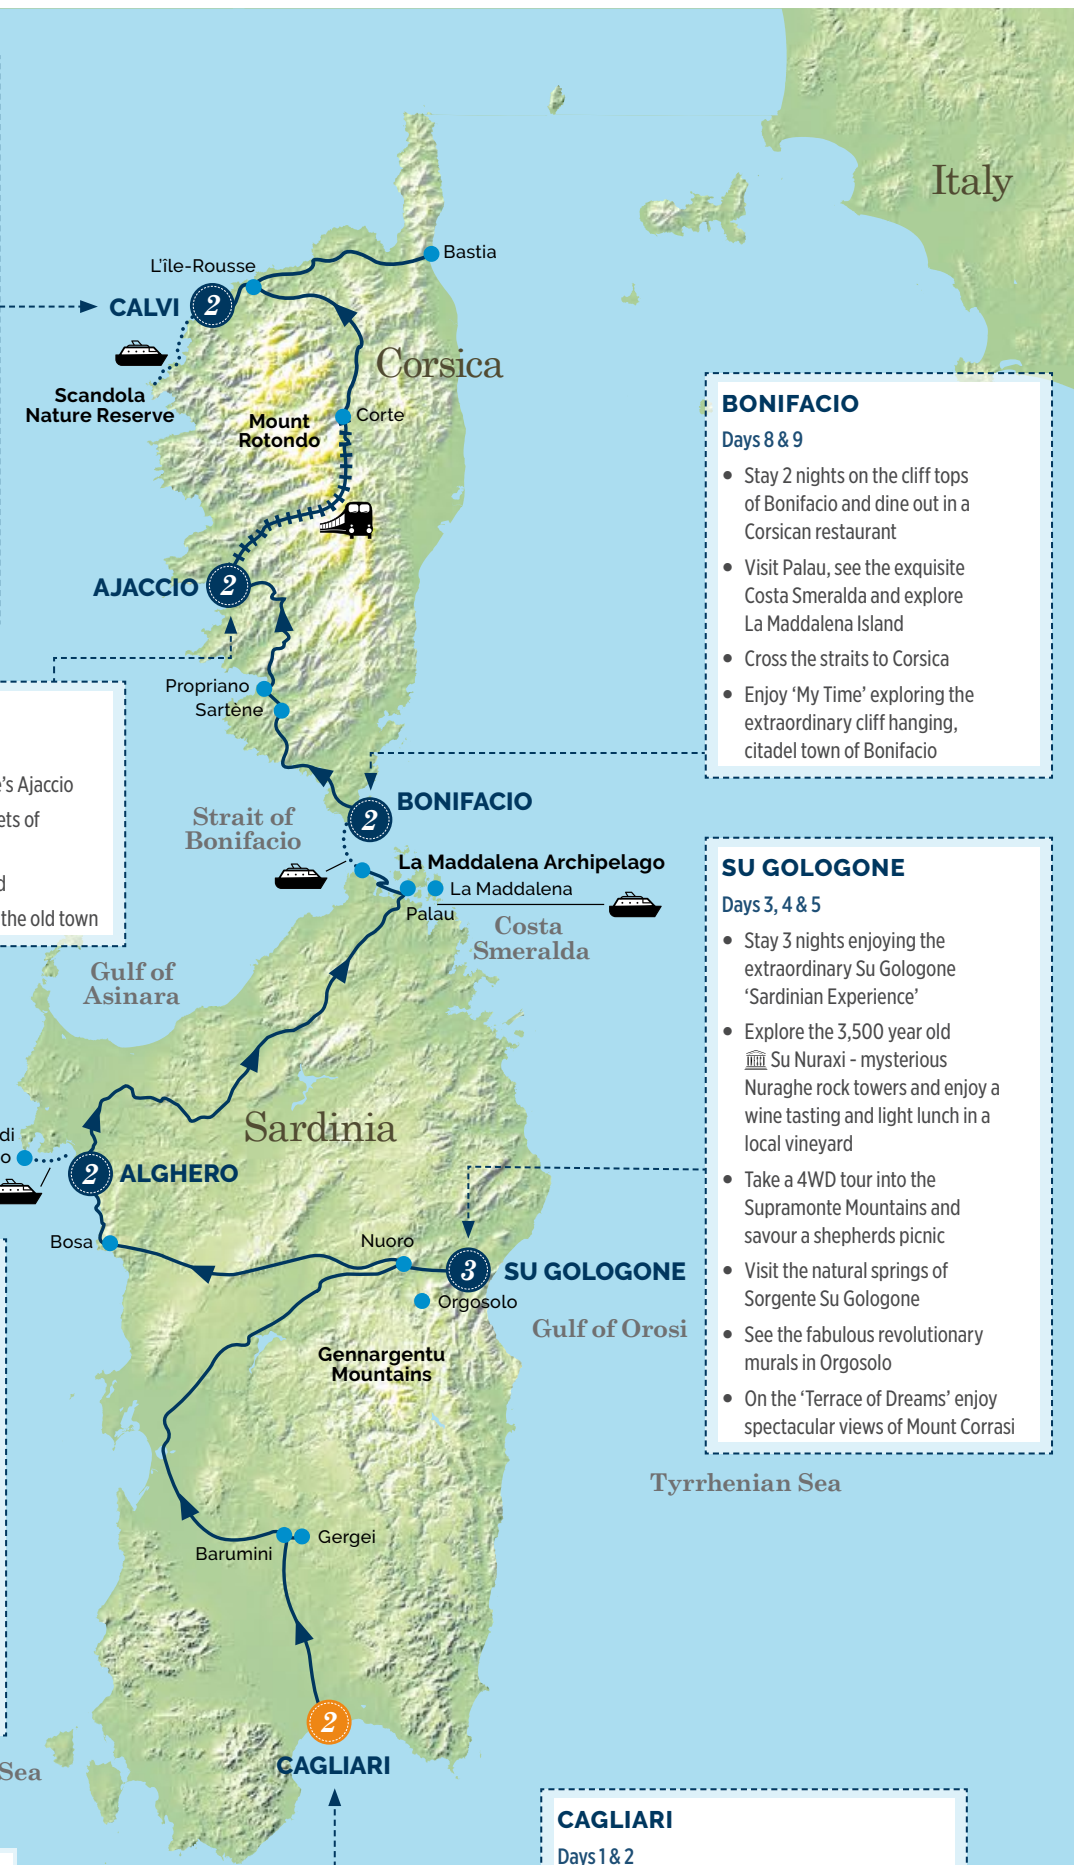 Italy
Bastia
L'île-Rousse
CALVI
2
Corsica
Scandola
Nature Reserve
Mount
Rotondo
Corte
AJACCIO
2
Propriano
Sartène
's Ajaccio
ets of
d
the old town
BONIFACIO
2
Strait of
Bonifacio
La Maddalena Archipelago
La Maddalena
Palau
Costa
Smeralda
Gulf of
Asinara
Sardinia
di
o
2
ALGHERO
Bosa
Nuoro
3
SU GOLOGONE
Orgosolo
Gulf of Orosi
Gennargentu
Mountains
Tyrrhenian Sea
Barumini
Gergei
2
CAGLIARI
Sea
BONIFACIO
Days 8 & 9
• Stay 2 nights on the cliff tops
of Bonifacio and dine out in a
Corsican restaurant
• Visit Palau, see the exquisite
Costa Smeralda and explore
La Maddalena Island
• Cross the straits to Corsica
• Enjoy ‘My Time’ exploring the
extraordinary cliff hanging,
citadel town of Bonifacio
SU GOLOGONE
Days 3, 4 & 5
• Stay 3 nights enjoying the
extraordinary Su Gologone
‘Sardinian Experience’
• Explore the 3,500 year old
Su Nuraxi - mysterious
Nuraghe rock towers and enjoy a
wine tasting and light lunch in a
local vineyard
• Take a 4WD tour into the
Supramonte Mountains and
savour a shepherds picnic
• Visit the natural springs of
Sorgente Su Gologone
• See the fabulous revolutionary
murals in Orgosolo
• On the ‘Terrace of Dreams’ enjoy
spectacular views of Mount Corrasi
CAGLIARI
Days 1 & 2